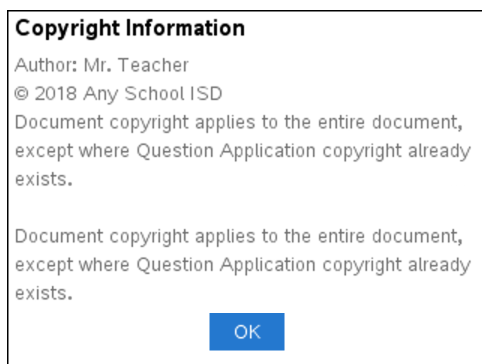 Copyright Information
Author: Mr. Teacher
© 2018 Any School ISD
Document copyright applies to the entire document,
except where Question Application copyright already
exists.
Document copyright applies to the entire document,
except where Question Application copyright already
exists.
OK